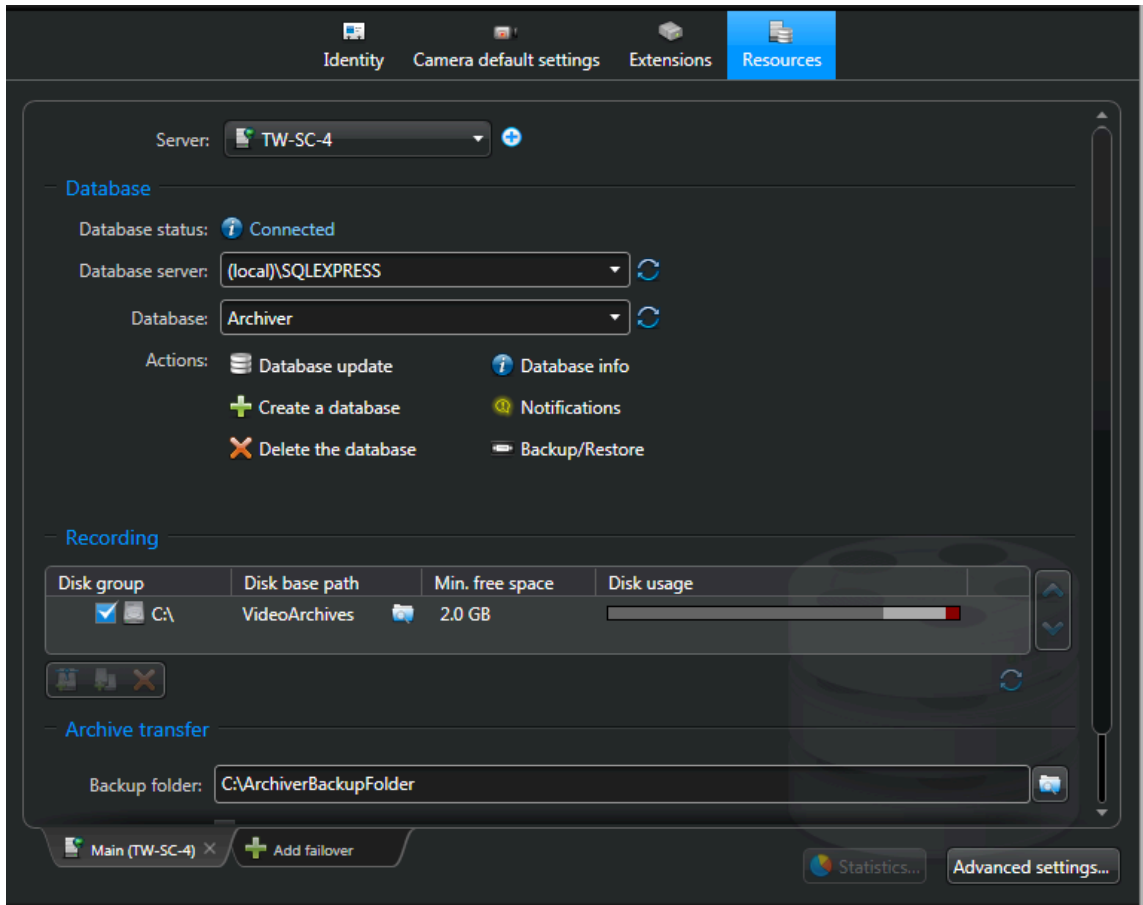 Identity Camera default settings Extensions Resources
Server: TW-SC-4
Database
Database status: Connected
Database server: (local)\SQLEXPRESS
Database: Archiver
Actions: Database update Database info
Create a database Notifications
Delete the database Backup/Restore
Recording
Disk group Disk base path Min. free space Disk usage
C:\ VideoArchives 2.0 GB
Archive transfer
Backup folder: C:\ArchiverBackupFolder
Main (TW-SC-4) Add failover
Statistics... Advanced settings...